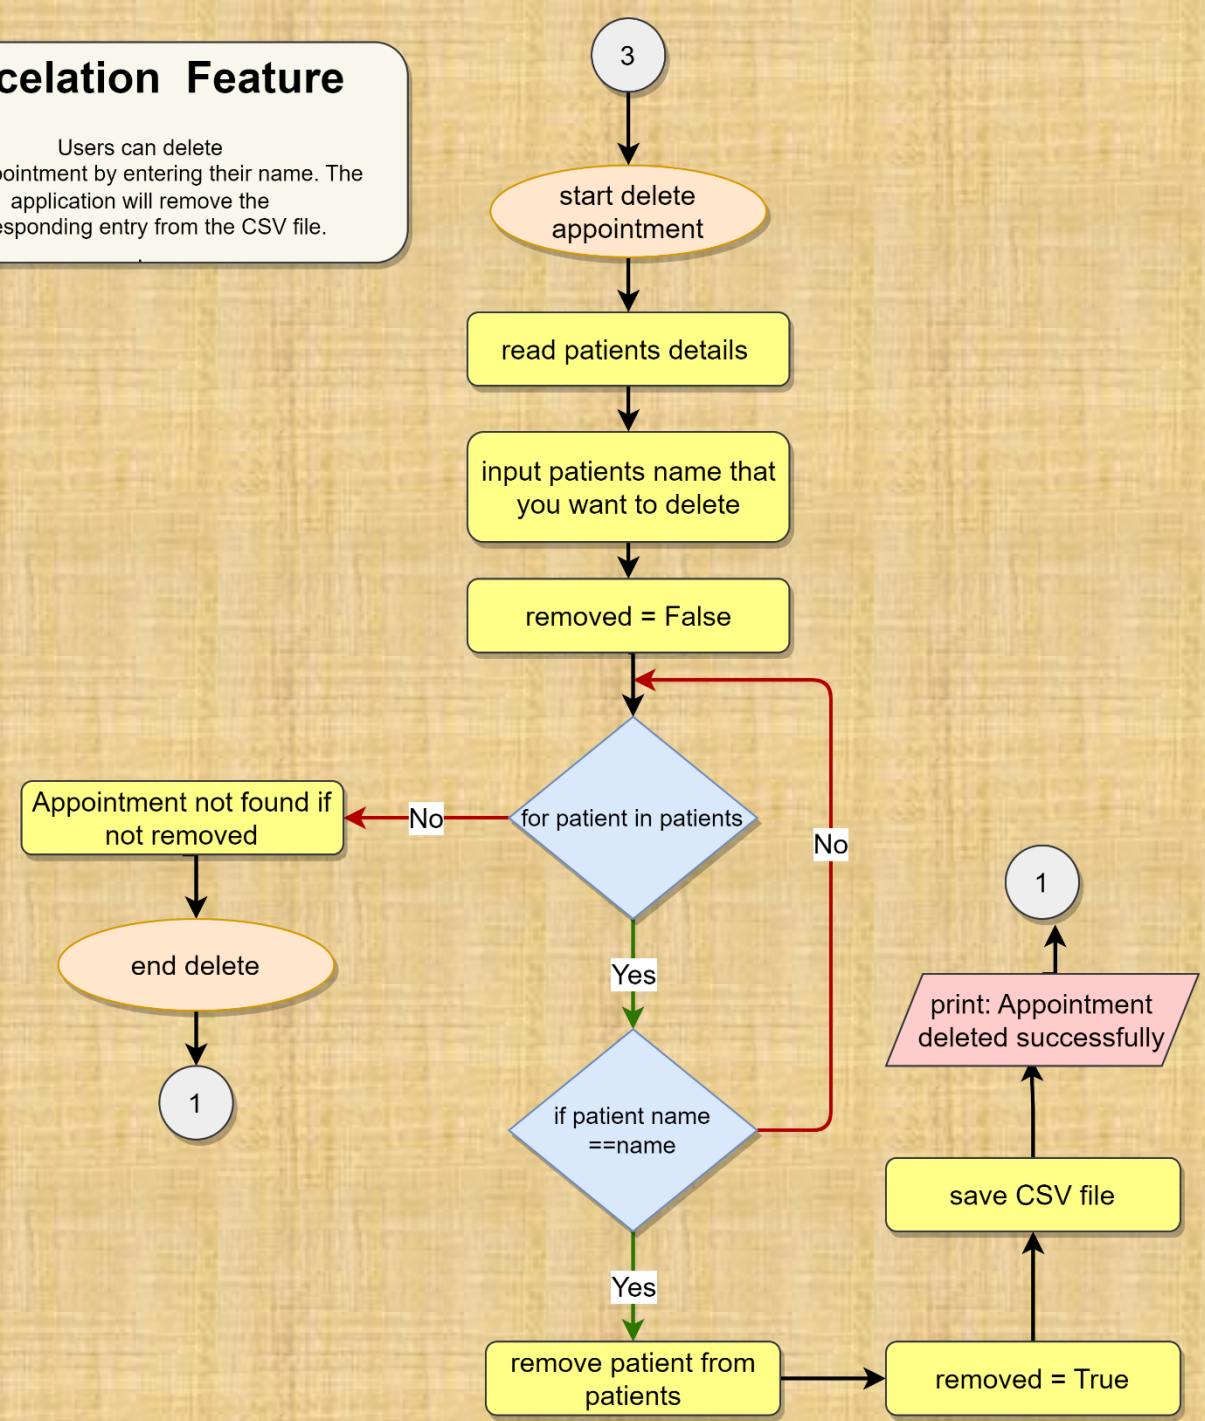 celation Feature
Users can delete
ointment by entering their name. The
application will remove the
esponding entry from the CSV file.
.
3
start delete
appointment
read patients details
input patients name that
you want to delete
removed = False
for patient in patients
No
Appointment not found if
not removed
end delete
1
Yes
No
if patient name
==name
Yes
remove patient from
patients
removed = True
save CSV file
print: Appointment
deleted successfully
1